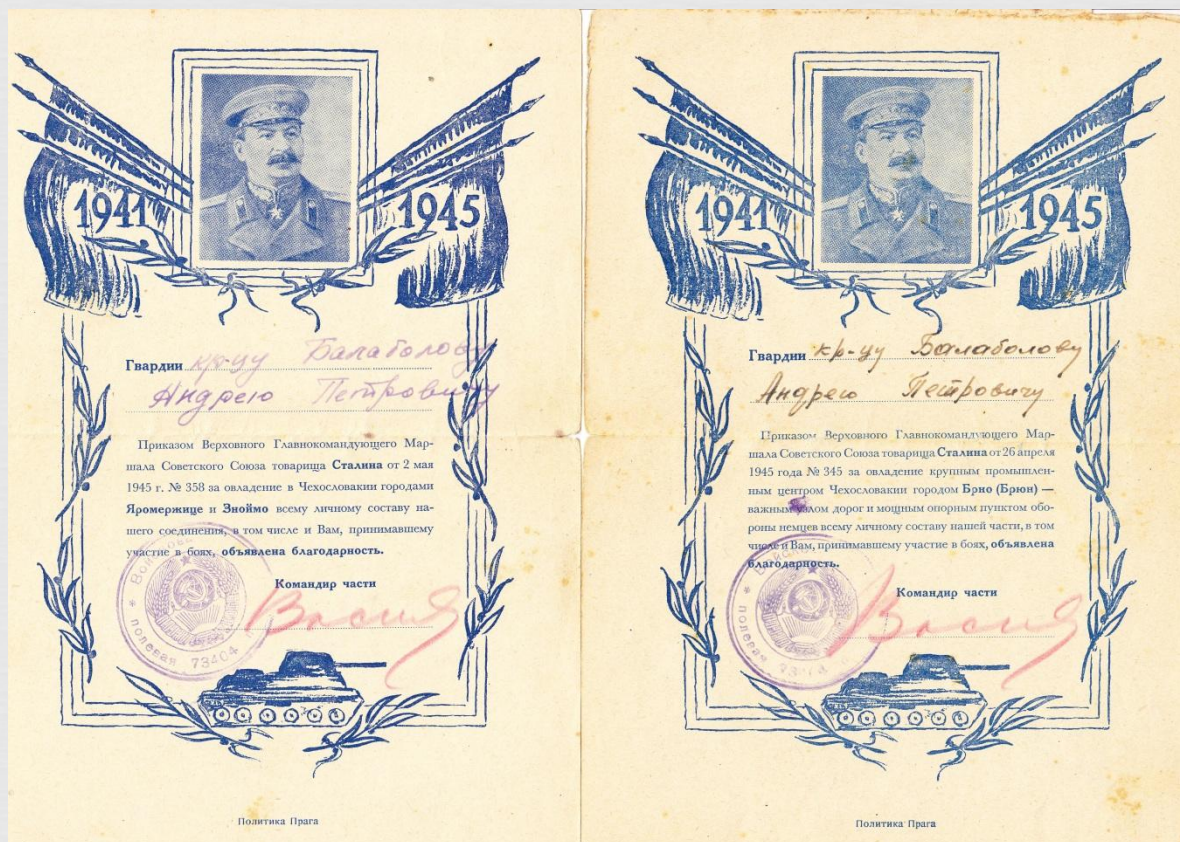 1941 1945
Гвардии кр-цу Балаболову
Андрею Петровичу
Приказом Верховного Главнокомандующего Мар-
шала Советского Союза товарища Сталина от 2 мая
1945 г. № 358 за овладение в Чехословакии городами
Яромержице и Зноймо всему личному составу на-
шего соединения, в том числе и Вам, принимавшему
участие в боях, объявлена благодарность.
Командир части
полевая 73404
Политика Прага
1941 1945
Гвардии кр-цу Балаболову
Андрею Петровичу
Приказом Верховного Главнокомандующего Мар-
шала Советского Союза товарища Сталина от 26 апреля
1945 года № 345 за овладение крупным промышлен-
ным центром Чехословакии городом Брно (Брюн) —
важным узлом дорог и мощным опорным пунктом обо-
роны немцев всему личному составу нашей части, в том
числе и Вам, принимавшему участие в боях, объявлена
благодарность.
Командир части
полевая
Политика Прага